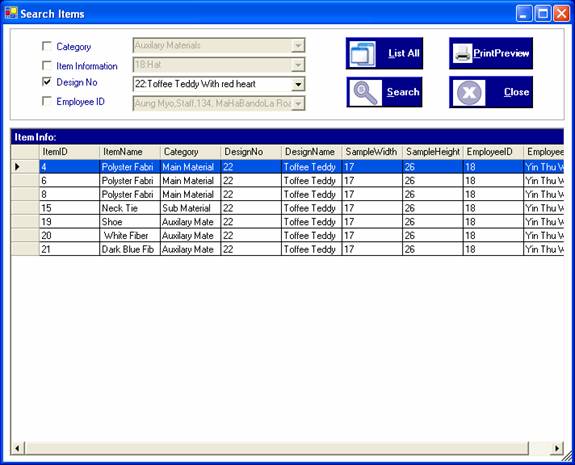 Search Items
Category Auxilary Materials
Item Information 18:Hat
Design No 22:Toffee Teddy With red heart
Employee ID Aung Myo,Staff,134, MaHaBandoLa Roa
List All PrintPreview
Search Close
Item Info:
ItemID ItemName Category DesignNo DesignName SampleWidth SampleHeight EmployeeID Employee
4 Polyster Fabri Main Material 22 Toffee Teddy 17 26 18 Yin Thu W
6 Polyster Fabri Main Material 22 Toffee Teddy 17 26 18 Yin Thu W
8 Polyster Fabri Main Material 22 Toffee Teddy 17 26 18 Yin Thu W
15 Neck Tie Sub Material 22 Toffee Teddy 17 26 18 Yin Thu W
19 Shoe Auxilary Mate 22 Toffee Teddy 17 26 18 Yin Thu W
20 White Fiber Auxilary Mate 22 Toffee Teddy 17 26 18 Yin Thu W
21 Dark Blue Fib Auxilary Mate 22 Toffee Teddy 17 26 18 Yin Thu W